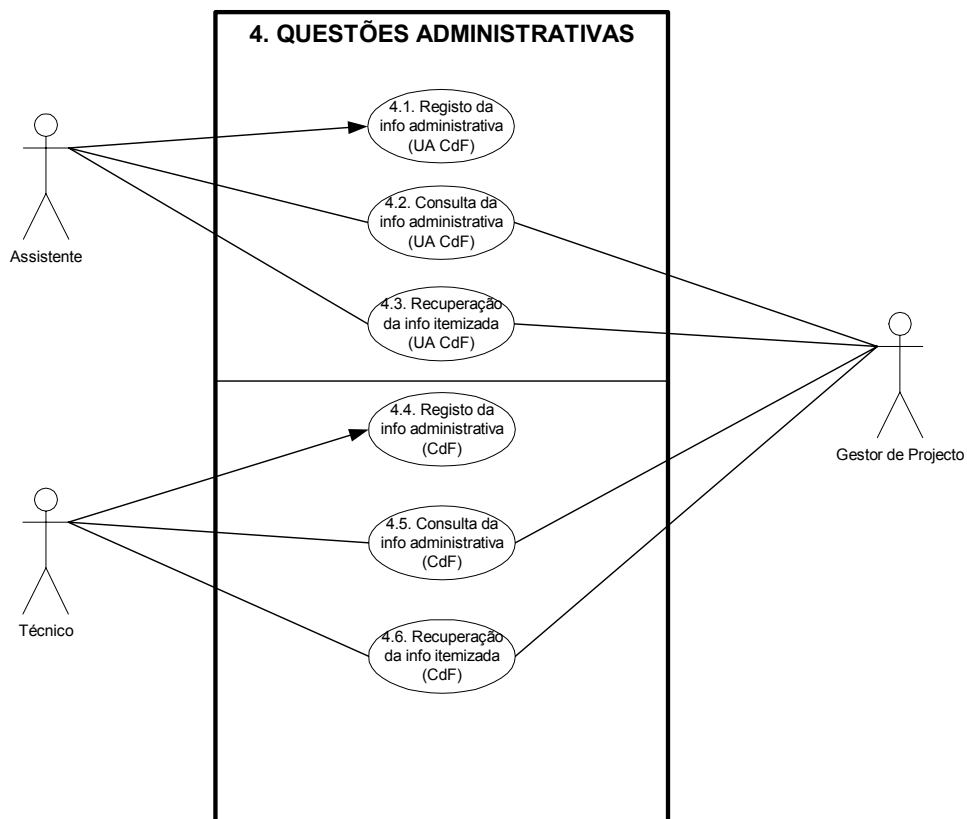 4. QUESTÕES ADMINISTRATIVAS
4.1. Registo da
info administrativa
(UA CdF)
4.2. Consulta da
info administrativa
(UA CdF)
Assistente
4.3. Recuperação
da info itemizada
(UA CdF)
4.4. Registo da
info administrativa
(CdF)
Gestor de Projecto
4.5. Consulta da
info administrativa
(CdF)
Técnico
4.6. Recuperação
da info itemizada
(CdF)